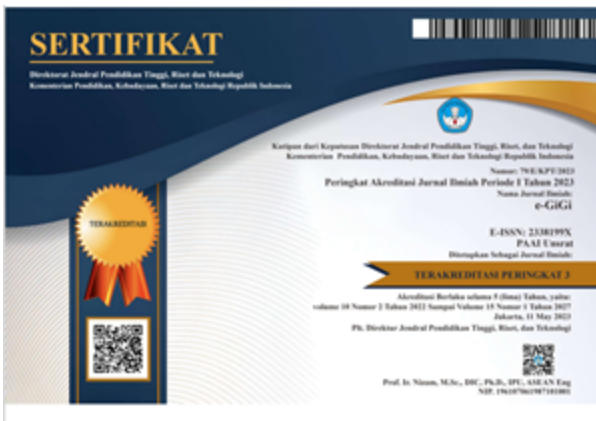 SERTIFIKAT
Direktorat Jendral Pendidikan Tinggi, Riset dan Teknologi
Kementerian Pendidikan, Kebudayaan, Riset dan Teknologi Republik Indonesia
Kutipan dari Keputusan Direktorat Jendral Pendidikan Tinggi, Riset, dan Teknologi
Kementerian Pendidikan, Kebudayaan, Riset dan Teknologi Republik Indonesia
Nomor: 79/E/KPT/2023
Peringkat Akreditasi Jurnal Ilmiah Periode I Tahun 2023
Nama Jurnal Ilmiah:
e-GiGi
E-ISSN: 2338199X
PAAI Unsrat
Ditetapkan Sebagai Jurnal Ilmiah:
TERAKREDITASI
TERAKREDITASI PERINGKAT 3
Akreditasi Berlaku selama 5 (lima) Tahun, yaitu:
volume 10 Nomor 2 Tahun 2022 Sampai Volume 15 Nomor 1 Tahun 2027
Jakarta, 11 May 2023
Plt. Direktur Jendral Pendidikan Tinggi, Riset, dan Teknologi
Prof. Ir. Nizam, M.Sc., DIC, Ph.D., IPU, ASEAN Eng
NIP. 196107061987101001